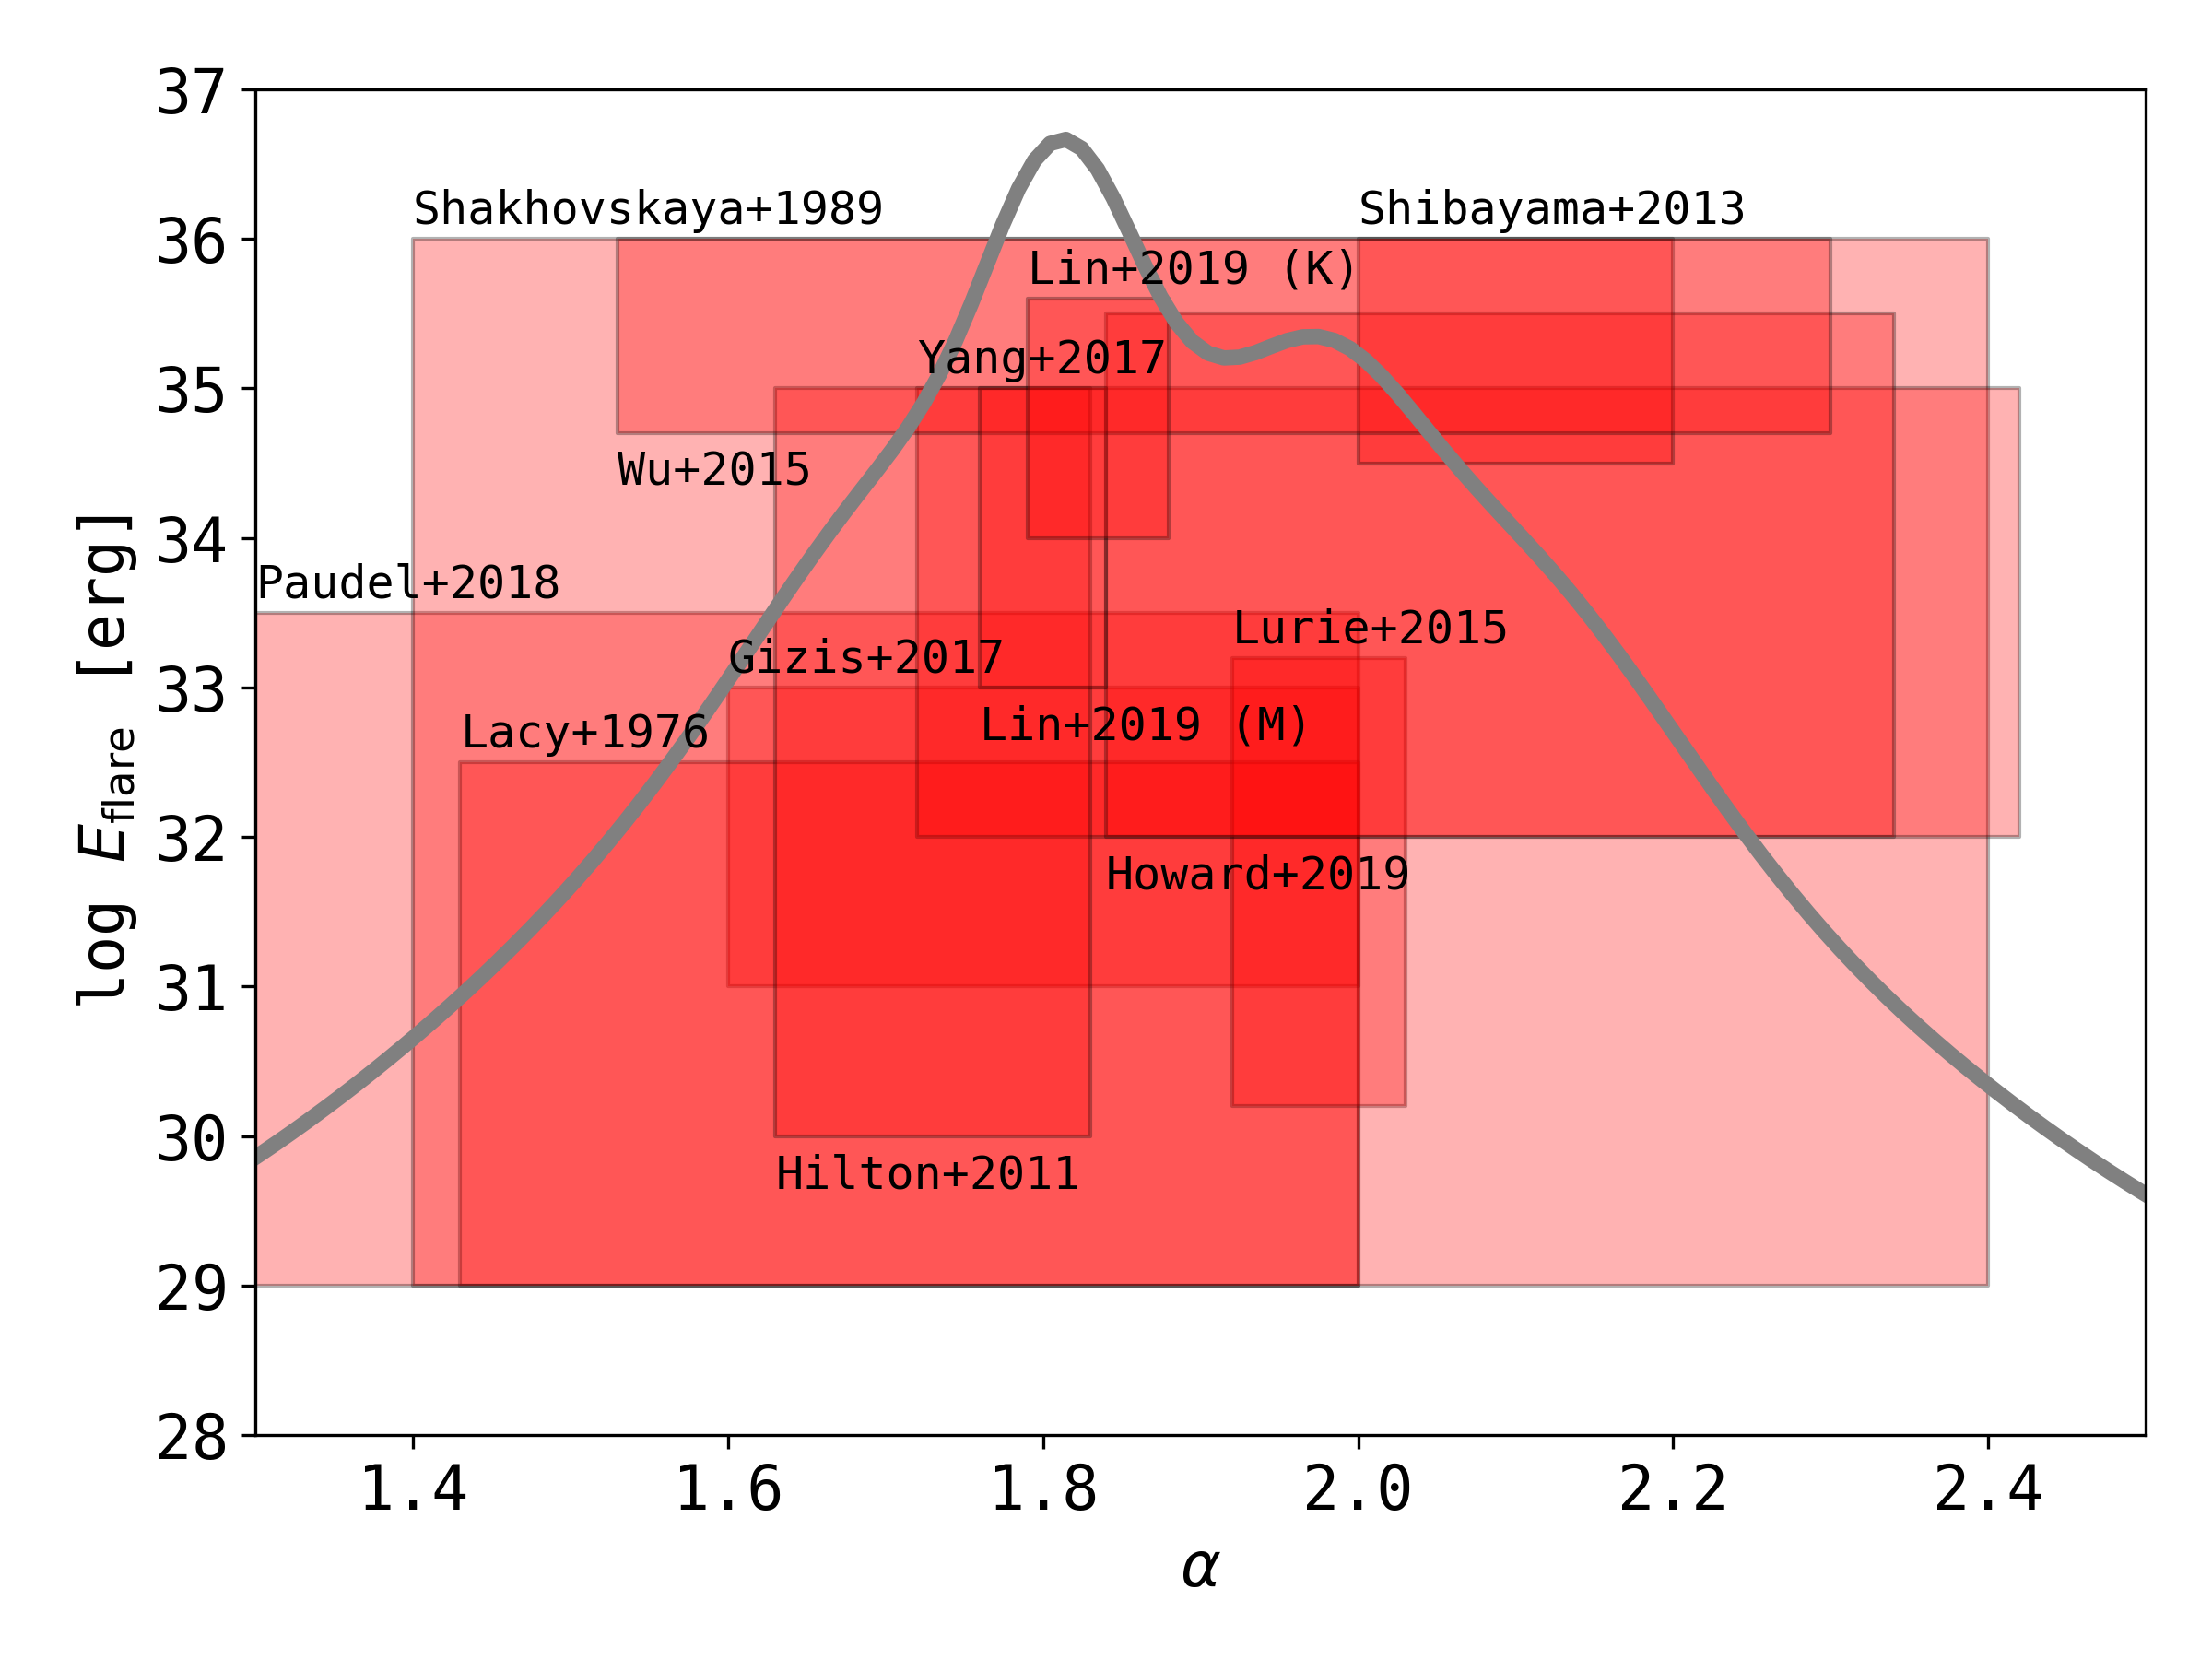 37
Shakhovskaya+1989
Shibayama+2013
36
Lin+2019 (K)
Yang+2017
35
Wu+2015
34
Paudel+2018
Lurie+2015
Gizis+2017
33
Lin+2019 (M)
Lacy+1976
32
Howard+2019
31
30
Hilton+2011
29
28
log E_flare [erg]
1.4 1.6 1.8 2.0 2.2 2.4
α